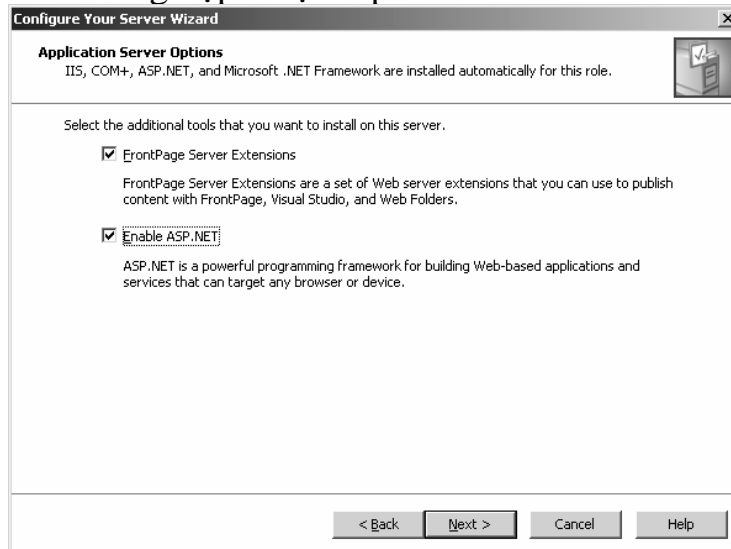 Configure Your Server Wizard
Application Server Options
IIS, COM+, ASP.NET, and Microsoft .NET Framework are installed automatically for this role.
Select the additional tools that you want to install on this server.
FrontPage Server Extensions
FrontPage Server Extensions are a set of Web server extensions that you can use to publish
content with FrontPage, Visual Studio, and Web Folders.
Enable ASP.NET
ASP.NET is a powerful programming framework for building Web-based applications and
services that can target any browser or device.
< Back Next > Cancel Help